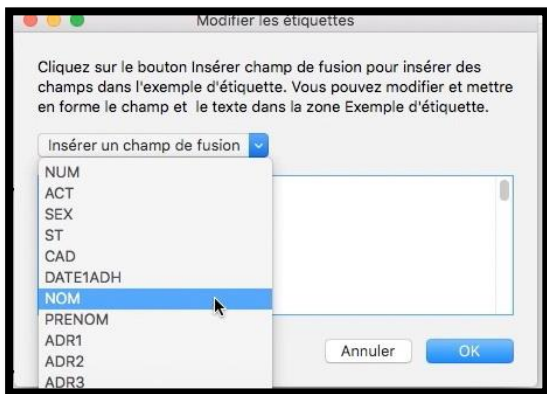 Modifier les étiquettes
Cliquez sur le bouton Insérer champ de fusion pour insérer des
champs dans l'exemple d'étiquette. Vous pouvez modifier et mettre
en forme le champ et le texte dans la zone Exemple d'étiquette.
Insérer un champ de fusion
NUM
ACT
SEX
ST
CAD
DATE1ADH
NOM
PRENOM
ADR1
ADR2
ADR3
Annuler
OK